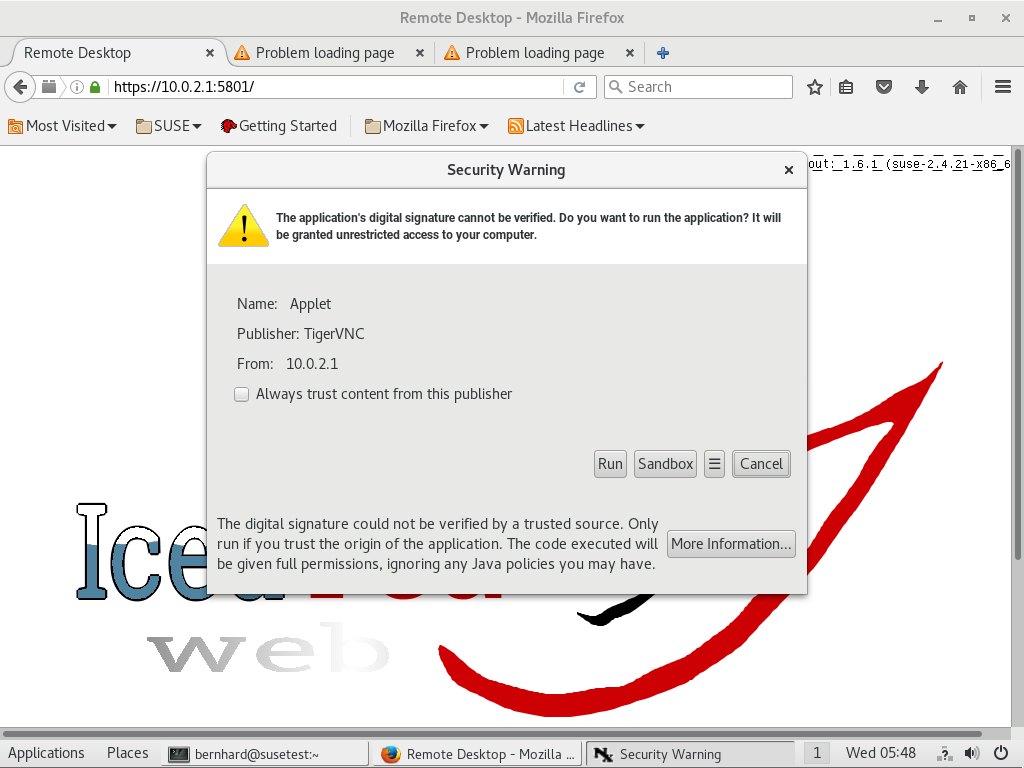 Remote Desktop - Mozilla Firefox
Remote Desktop
Problem loading page
Problem loading page
https://10.0.2.1:5801/
Search
Most Visited
SUSE
Getting Started
Mozilla Firefox
Latest Headlines
out: 1.6.1 (suse-2.4.21-x86_6
Security Warning
The application's digital signature cannot be verified. Do you want to run the application? It will
be granted unrestricted access to your computer.
Name: Applet
Publisher: TigerVNC
From: 10.0.2.1
Always trust content from this publisher
Run
Sandbox
Cancel
The digital signature could not be verified by a trusted source. Only
run if you trust the origin of the application. The code executed will
be given full permissions, ignoring any Java policies you may have.
More Information...
web
Applications
Places
bernhard@susetest:~
Remote Desktop - Mozilla ...
Security Warning
1
Wed 05:48